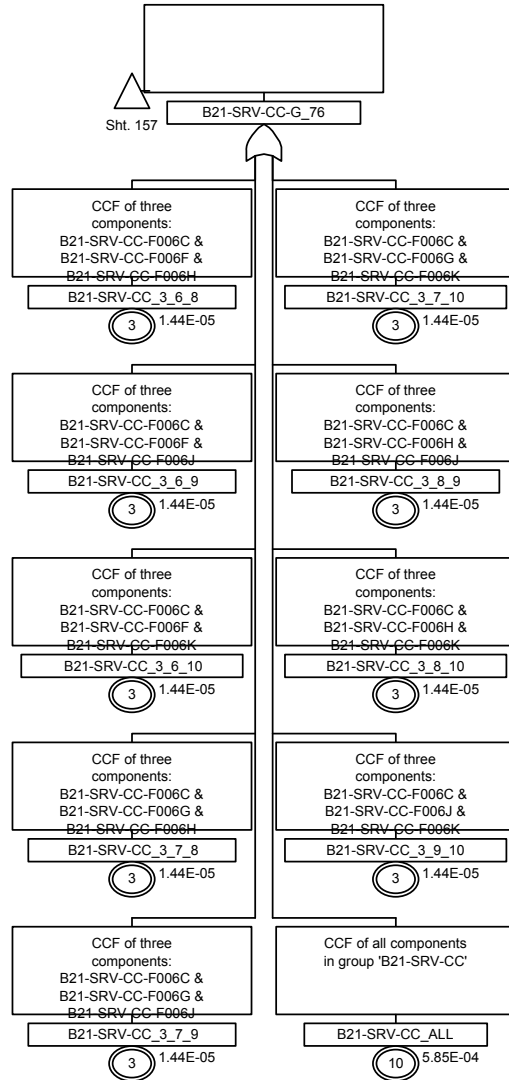 Sht. 157
B21-SRV-CC-G_76
CCF of three
components:
B21-SRV-CC-F006C &
B21-SRV-CC-F006F &
B21-SRV-CC-F006H
B21-SRV-CC_3_6_8
3
1.44E-05
CCF of three
components:
B21-SRV-CC-F006C &
B21-SRV-CC-F006G &
B21-SRV-CC-F006K
B21-SRV-CC_3_7_10
3
1.44E-05
CCF of three
components:
B21-SRV-CC-F006C &
B21-SRV-CC-F006F &
B21-SRV-CC-F006J
B21-SRV-CC_3_6_9
3
1.44E-05
CCF of three
components:
B21-SRV-CC-F006C &
B21-SRV-CC-F006H &
B21-SRV-CC-F006J
B21-SRV-CC_3_8_9
3
1.44E-05
CCF of three
components:
B21-SRV-CC-F006C &
B21-SRV-CC-F006F &
B21-SRV-CC-F006K
B21-SRV-CC_3_6_10
3
1.44E-05
CCF of three
components:
B21-SRV-CC-F006C &
B21-SRV-CC-F006H &
B21-SRV-CC-F006K
B21-SRV-CC_3_8_10
3
1.44E-05
CCF of three
components:
B21-SRV-CC-F006C &
B21-SRV-CC-F006G &
B21-SRV-CC-F006H
B21-SRV-CC_3_7_8
3
1.44E-05
CCF of three
components:
B21-SRV-CC-F006C &
B21-SRV-CC-F006J &
B21-SRV-CC-F006K
B21-SRV-CC_3_9_10
3
1.44E-05
CCF of three
components:
B21-SRV-CC-F006C &
B21-SRV-CC-F006G &
B21-SRV-CC-F006J
B21-SRV-CC_3_7_9
3
1.44E-05
CCF of all components
in group 'B21-SRV-CC'
B21-SRV-CC_ALL
10
5.85E-04